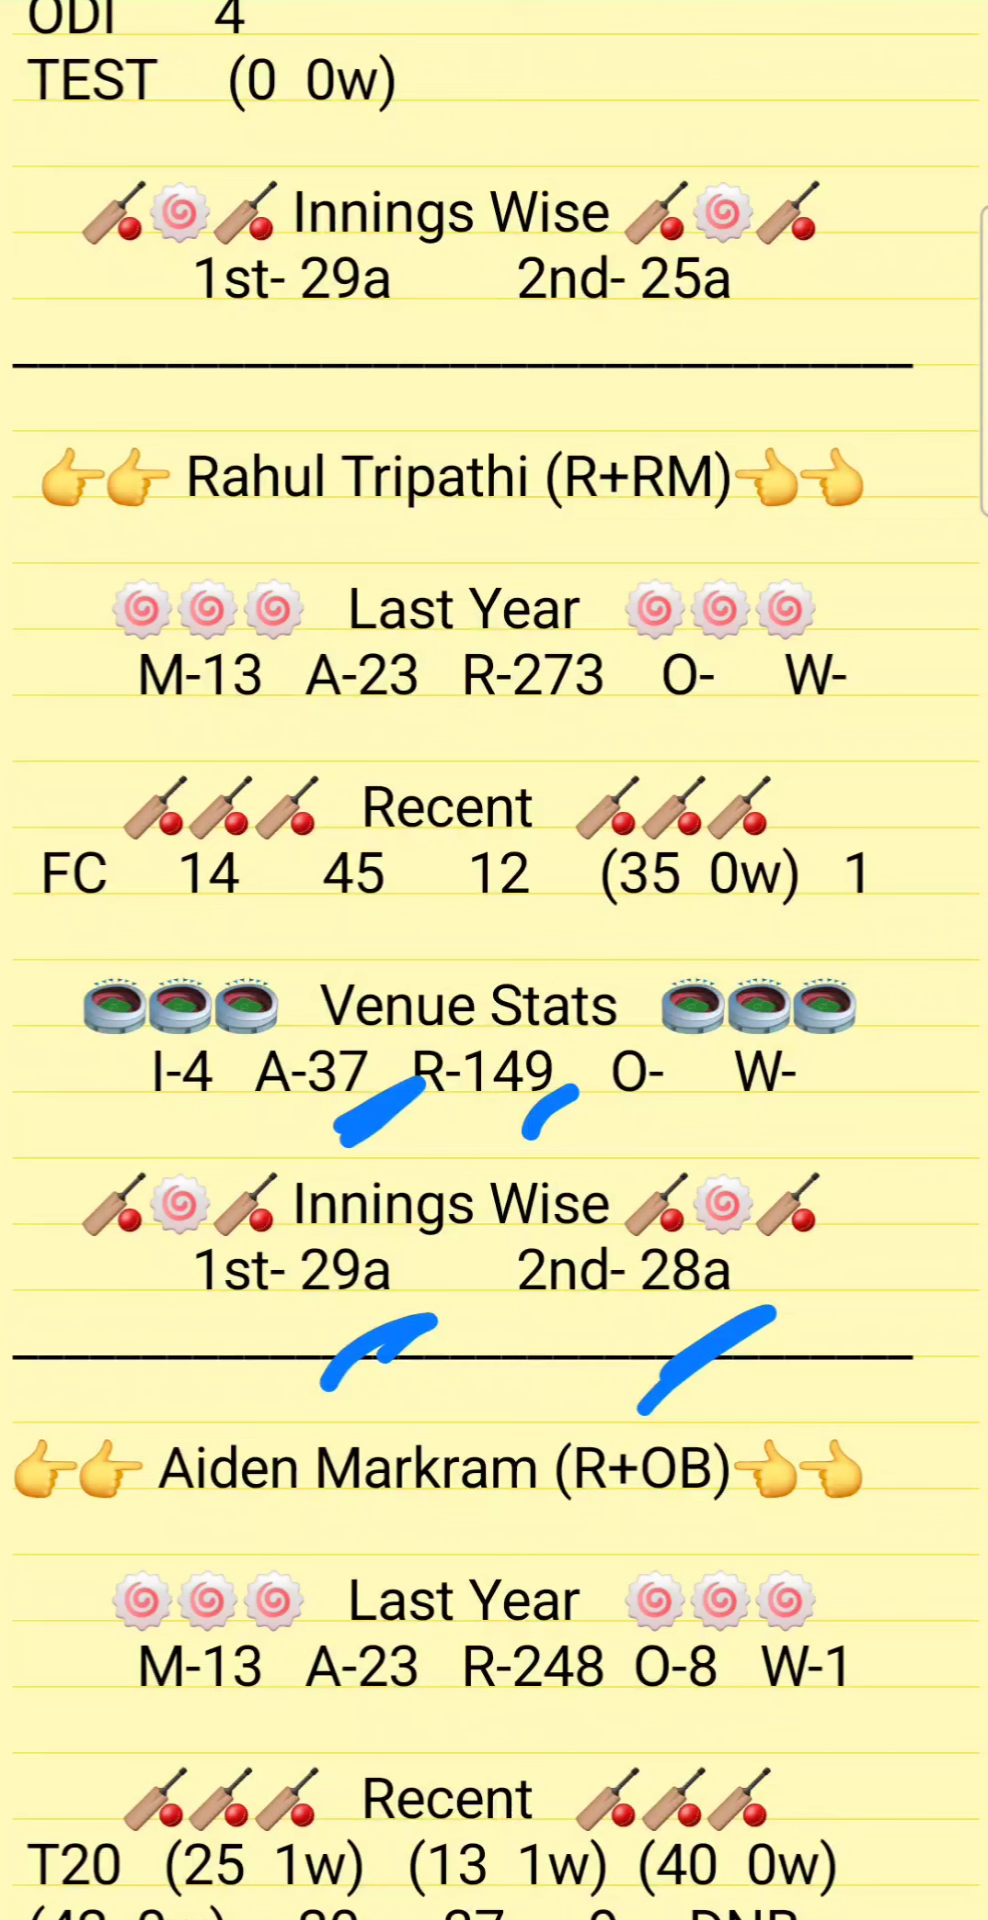 ODI 4
TEST (0 0w)
Innings Wise
1st- 29a 2nd- 25a
Rahul Tripathi (R+RM)
Last Year
M-13 A-23 R-273 O- W-
Recent
FC 14 45 12 (35 0w) 1
Venue Stats
I-4 A-37 R-149 O- W-
Innings Wise
1st- 29a 2nd- 28a
Aiden Markram (R+OB)
Last Year
M-13 A-23 R-248 O-8 W-1
Recent
T20 (25 1w) (13 1w) (40 0w)